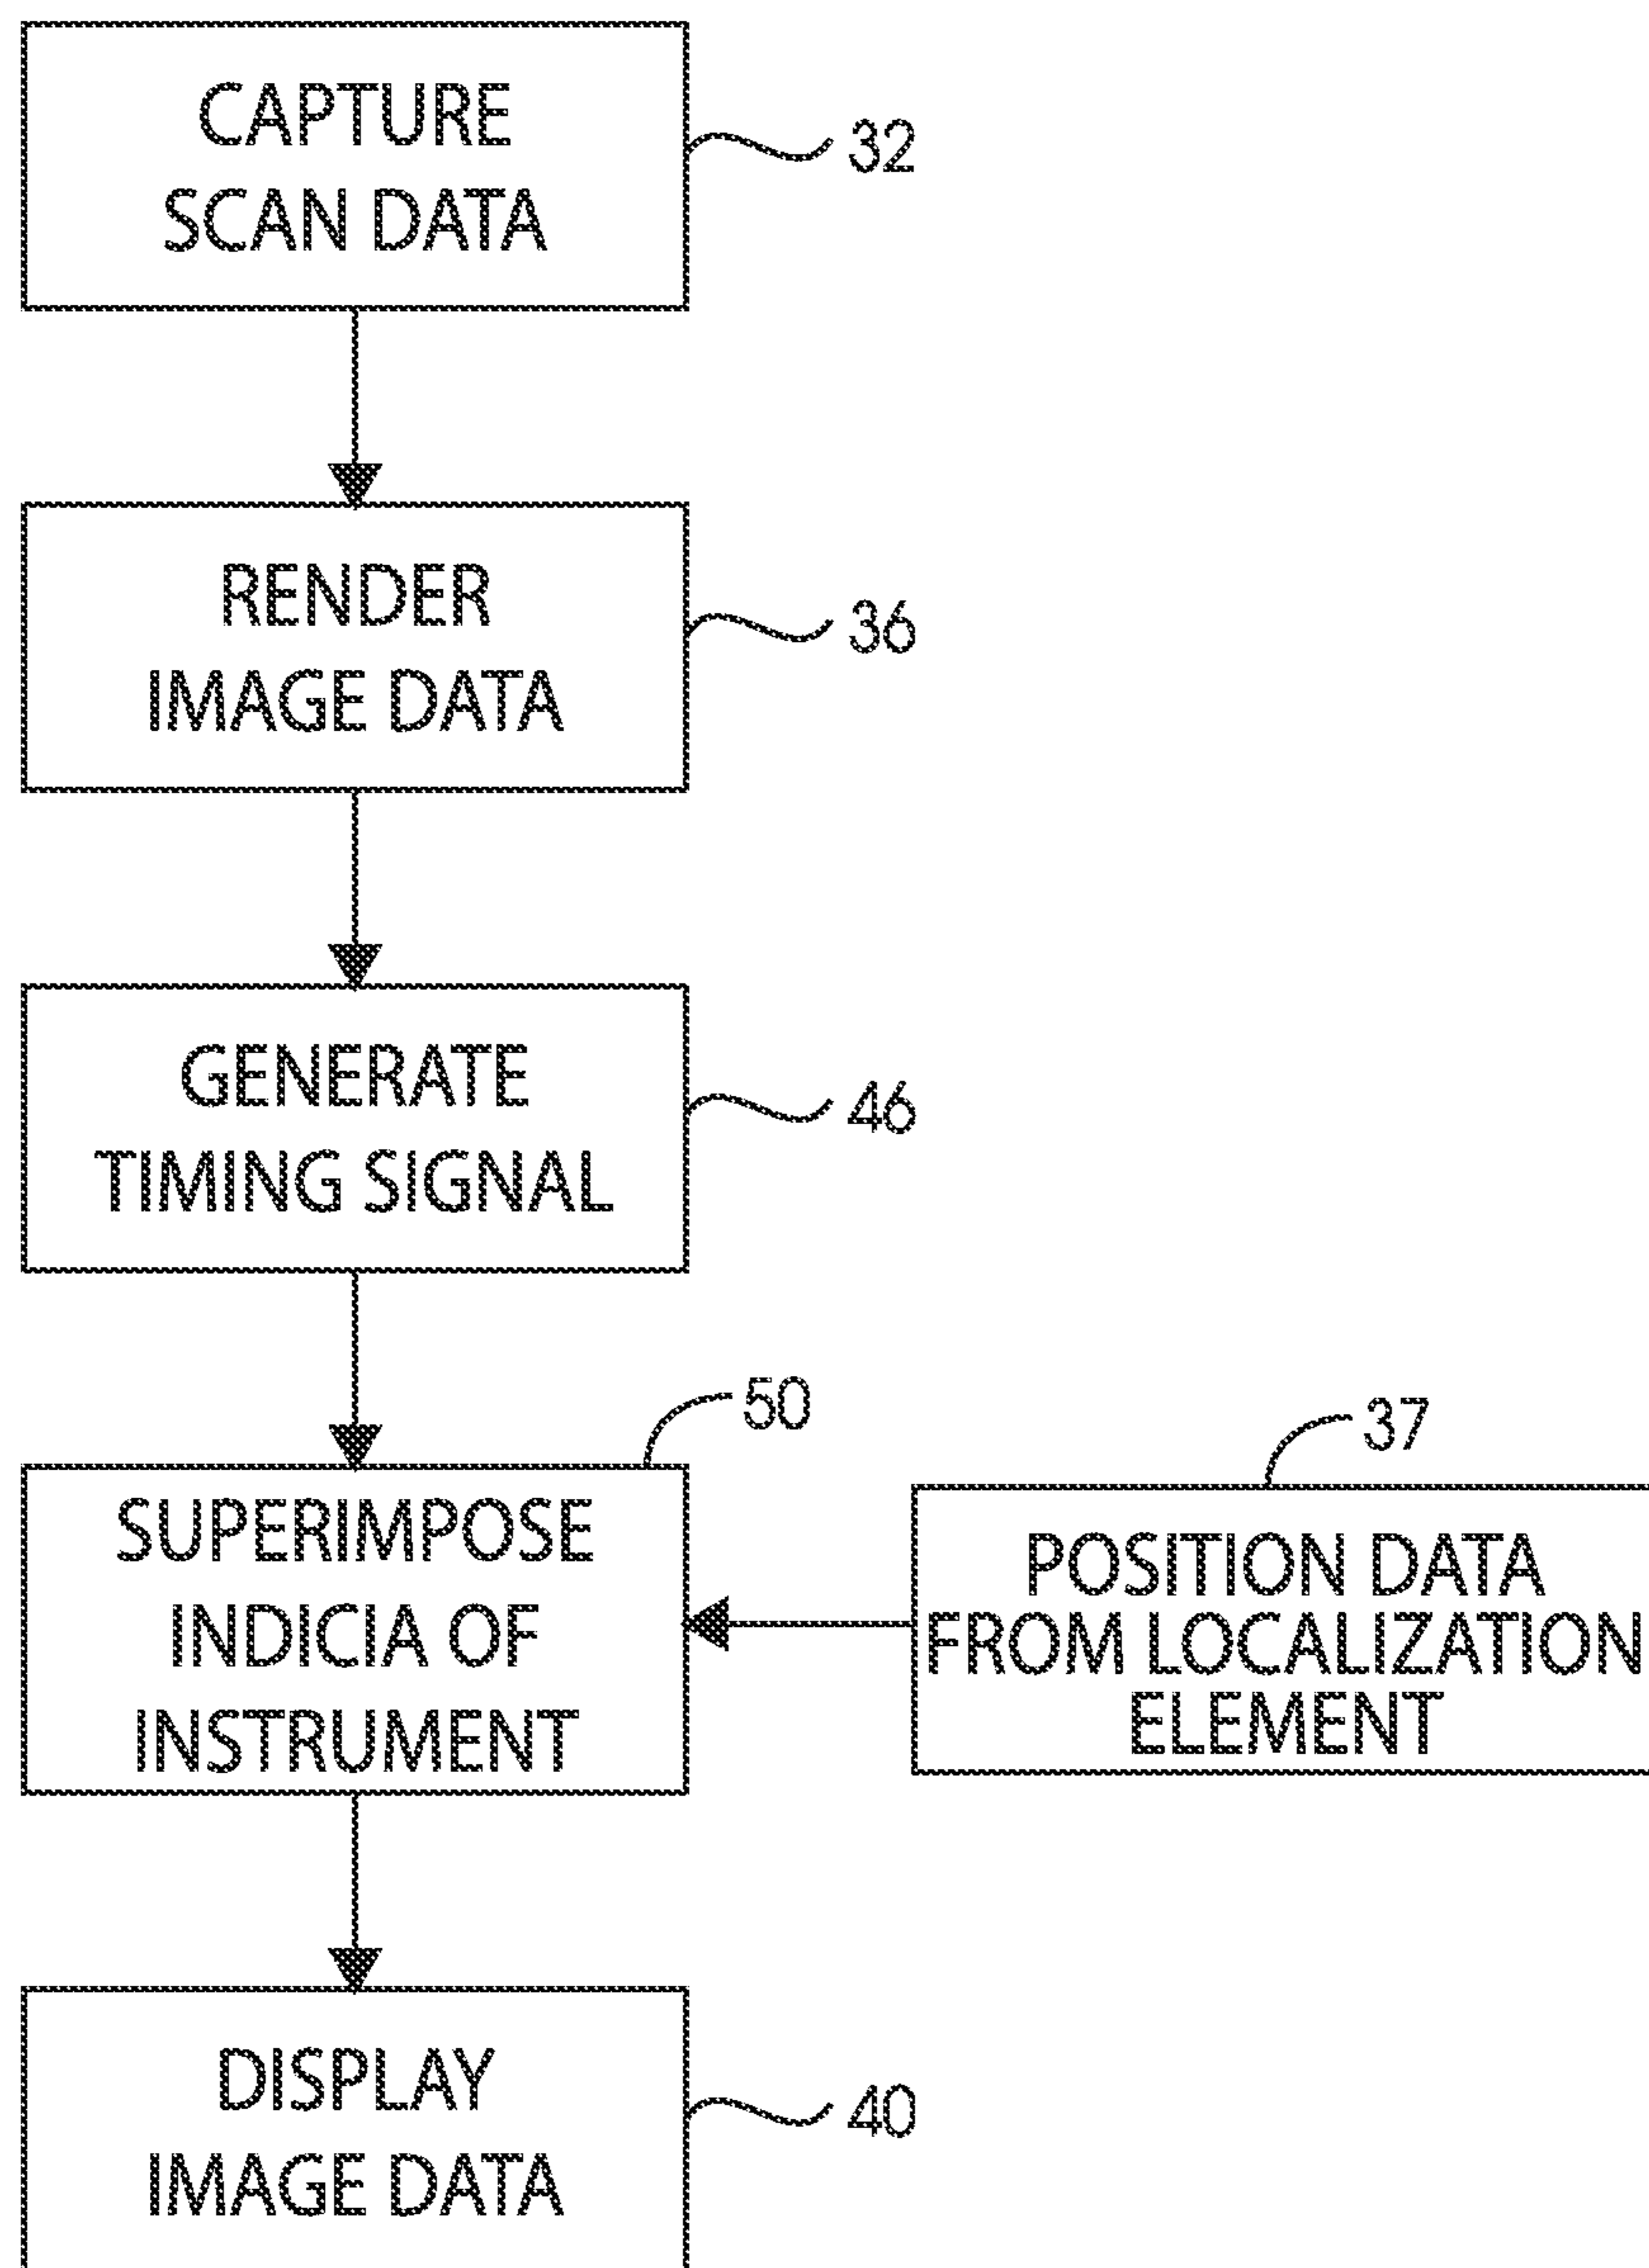 CAPTURE
SCAN DATA
32
RENDER
IMAGE DATA
36
GENERATE
TIMING SIGNAL
46
50
SUPERIMPOSE
INDICIA OF
INSTRUMENT
37
POSITION DATA
FROM LOCALIZATION
ELEMENT
DISPLAY
IMAGE DATA
40